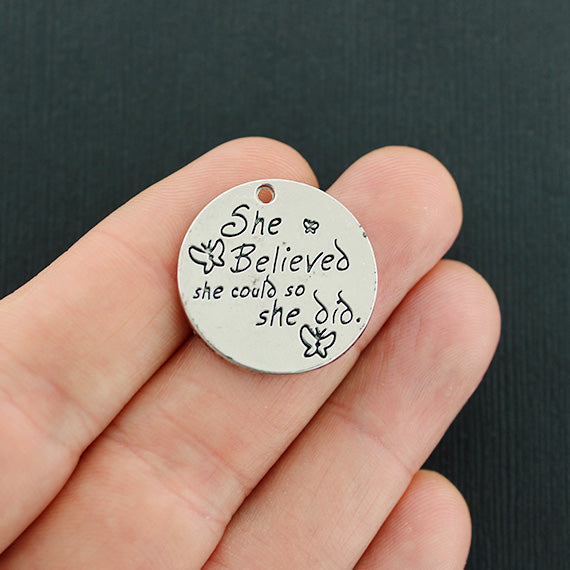 She
Believed
she could so
she did.